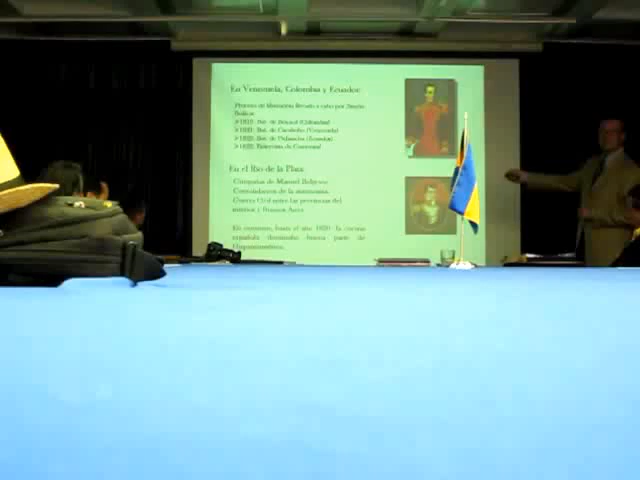 En Venezuela, Colombia y Ecuador:
Proceso de liberación llevado a cabo por Simón
Bolívar.
➢1819: Bat. de Boyacá (Colombia)
➢1821: Bat. de Carabobo (Venezuela)
➢1822: Bat. de Pichincha (Ecuador)
➢1822: Entrevista de Guayaquil
En el Río de la Plata:
Campañas de Manuel Belgrano
Consolidación de la autonomía.
Guerra Civil entre las provincias del
interior y Buenos Aires
En resumen, hasta el año 1820 la corona
española dominaba buena parte de
Hispanoamérica.